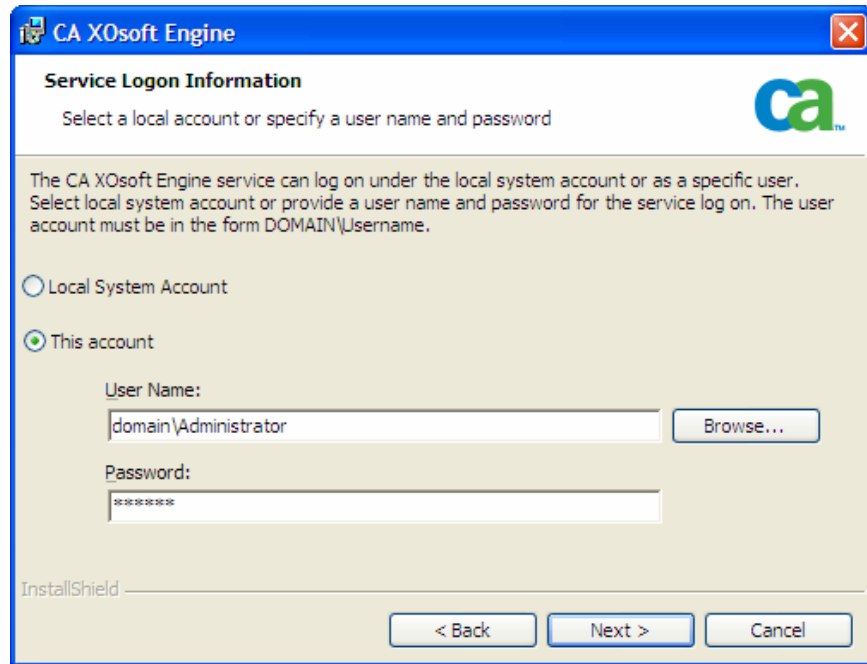 CA XOsoft Engine
Service Logon Information
Select a local account or specify a user name and password
ca™
The CA XOsoft Engine service can log on under the local system account or as a specific user.
Select local system account or provide a user name and password for the service log on. The user
account must be in the form DOMAIN\Username.
Local System Account
This account
User Name:
domain\Administrator
Browse...
Password:
******
InstallShield
< Back
Next >
Cancel